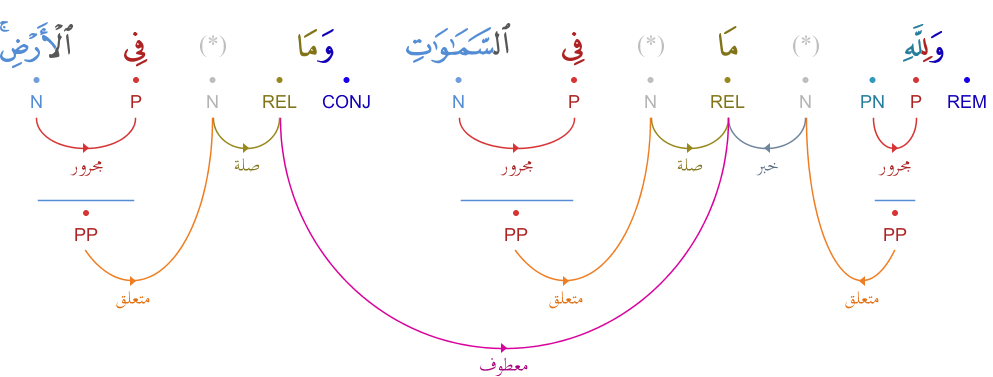 وَلِلَّهِ (*) مَا (*) فِى ٱلسَّمَـٰوَٰتِ وَمَا (*) فِى ٱلْأَرْضِ ۚ
REM P PN N REL N P N CONJ REL N P N
مجرور خبر صلة مجرور صلة مجرور
PP PP PP
متعلق متعلق متعلق
معطوف